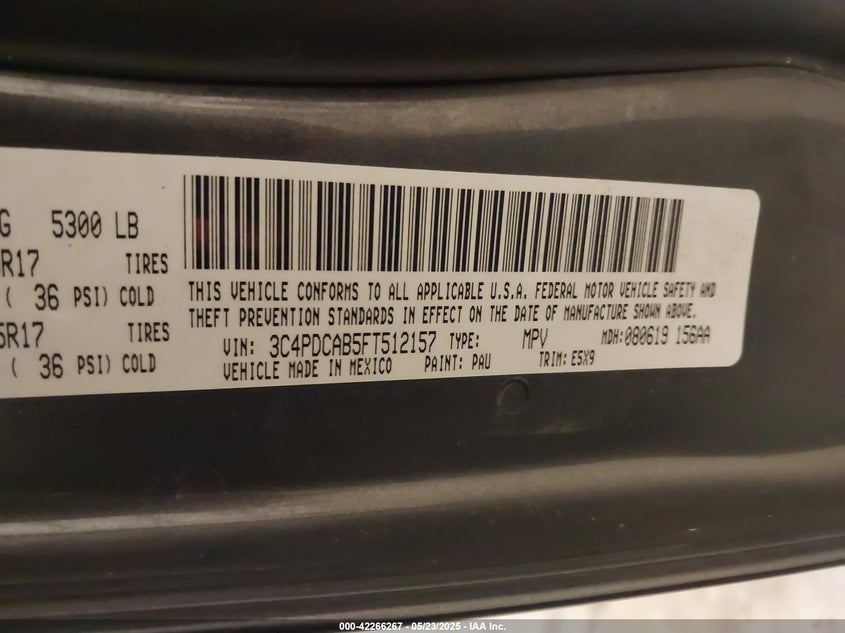 G 5300 LB
R17 TIRES
( 36 PSI) COLD
5R17 TIRES
( 36 PSI) COLD
THIS VEHICLE CONFORMS TO ALL APPLICABLE U.S.A. FEDERAL MOTOR VEHICLE SAFETY AND
THEFT PREVENTION STANDARDS IN EFFECT ON THE DATE OF MANUFACTURE SHOWN ABOVE.
VIN: 3C4PDCAB5FT512157 TYPE: MPV MDH:080619 156AA
VEHICLE MADE IN MEXICO PAINT: PAU TRIM: E5X9
000-42266267 - 05/23/2025 - IAA Inc.